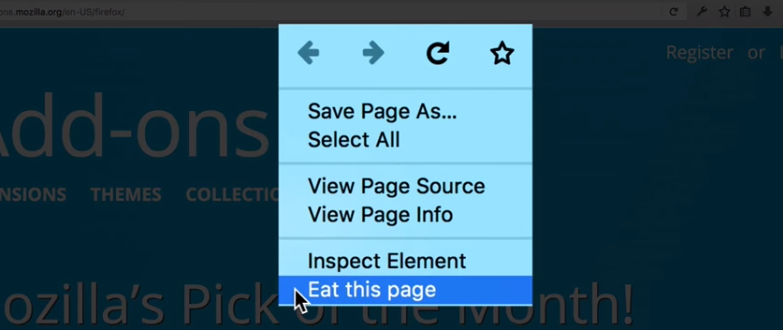 ons.mozilla.org/en-US/firefox/
Register or
Add-ons
NSIONS THEMES COLLECTIO
Save Page As...
Select All
View Page Source
View Page Info
Inspect Element
Eat this page
ozilla's Pick of the Month!